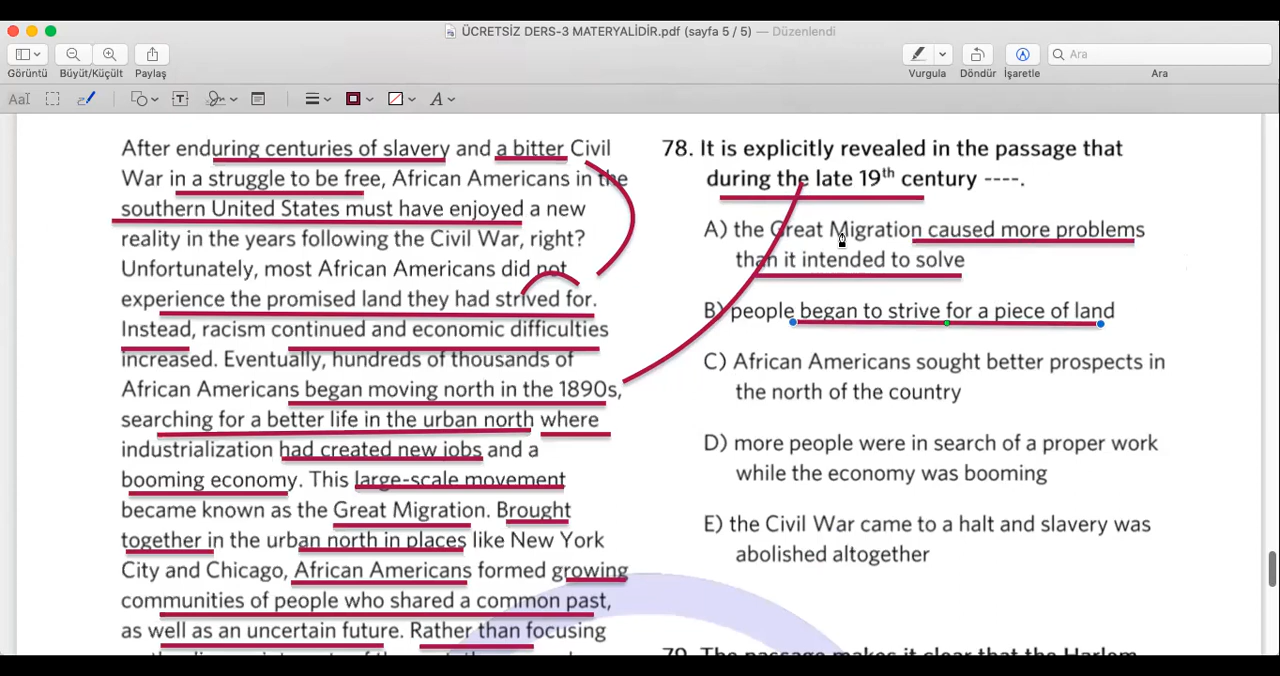 ÜCRETSİZ DERS-3 MATERYALİDİR.pdf (sayfa 5 / 5) — Düzenlendi
Görüntü Büyüt/Küçült Paylaş Vurgula Döndür İşaretle Ara
Ara
AaI T A
After enduring centuries of slavery and a bitter Civil
War in a struggle to be free, African Americans in the
southern United States must have enjoyed a new
reality in the years following the Civil War, right?
Unfortunately, most African Americans did not
experience the promised land they had strived for.
Instead, racism continued and economic difficulties
increased. Eventually, hundreds of thousands of
African Americans began moving north in the 1890s,
searching for a better life in the urban north where
industrialization had created new jobs and a
booming economy. This large-scale movement
became known as the Great Migration. Brought
together in the urban north in places like New York
City and Chicago, African Americans formed growing
communities of people who shared a common past,
as well as an uncertain future. Rather than focusing
78. It is explicitly revealed in the passage that
during the late 19th century ----.
A) the Great Migration caused more problems
than it intended to solve
B) people began to strive for a piece of land
C) African Americans sought better prospects in
the north of the country
D) more people were in search of a proper work
while the economy was booming
E) the Civil War came to a halt and slavery was
abolished altogether
79. The passage makes it clear that the Harlem